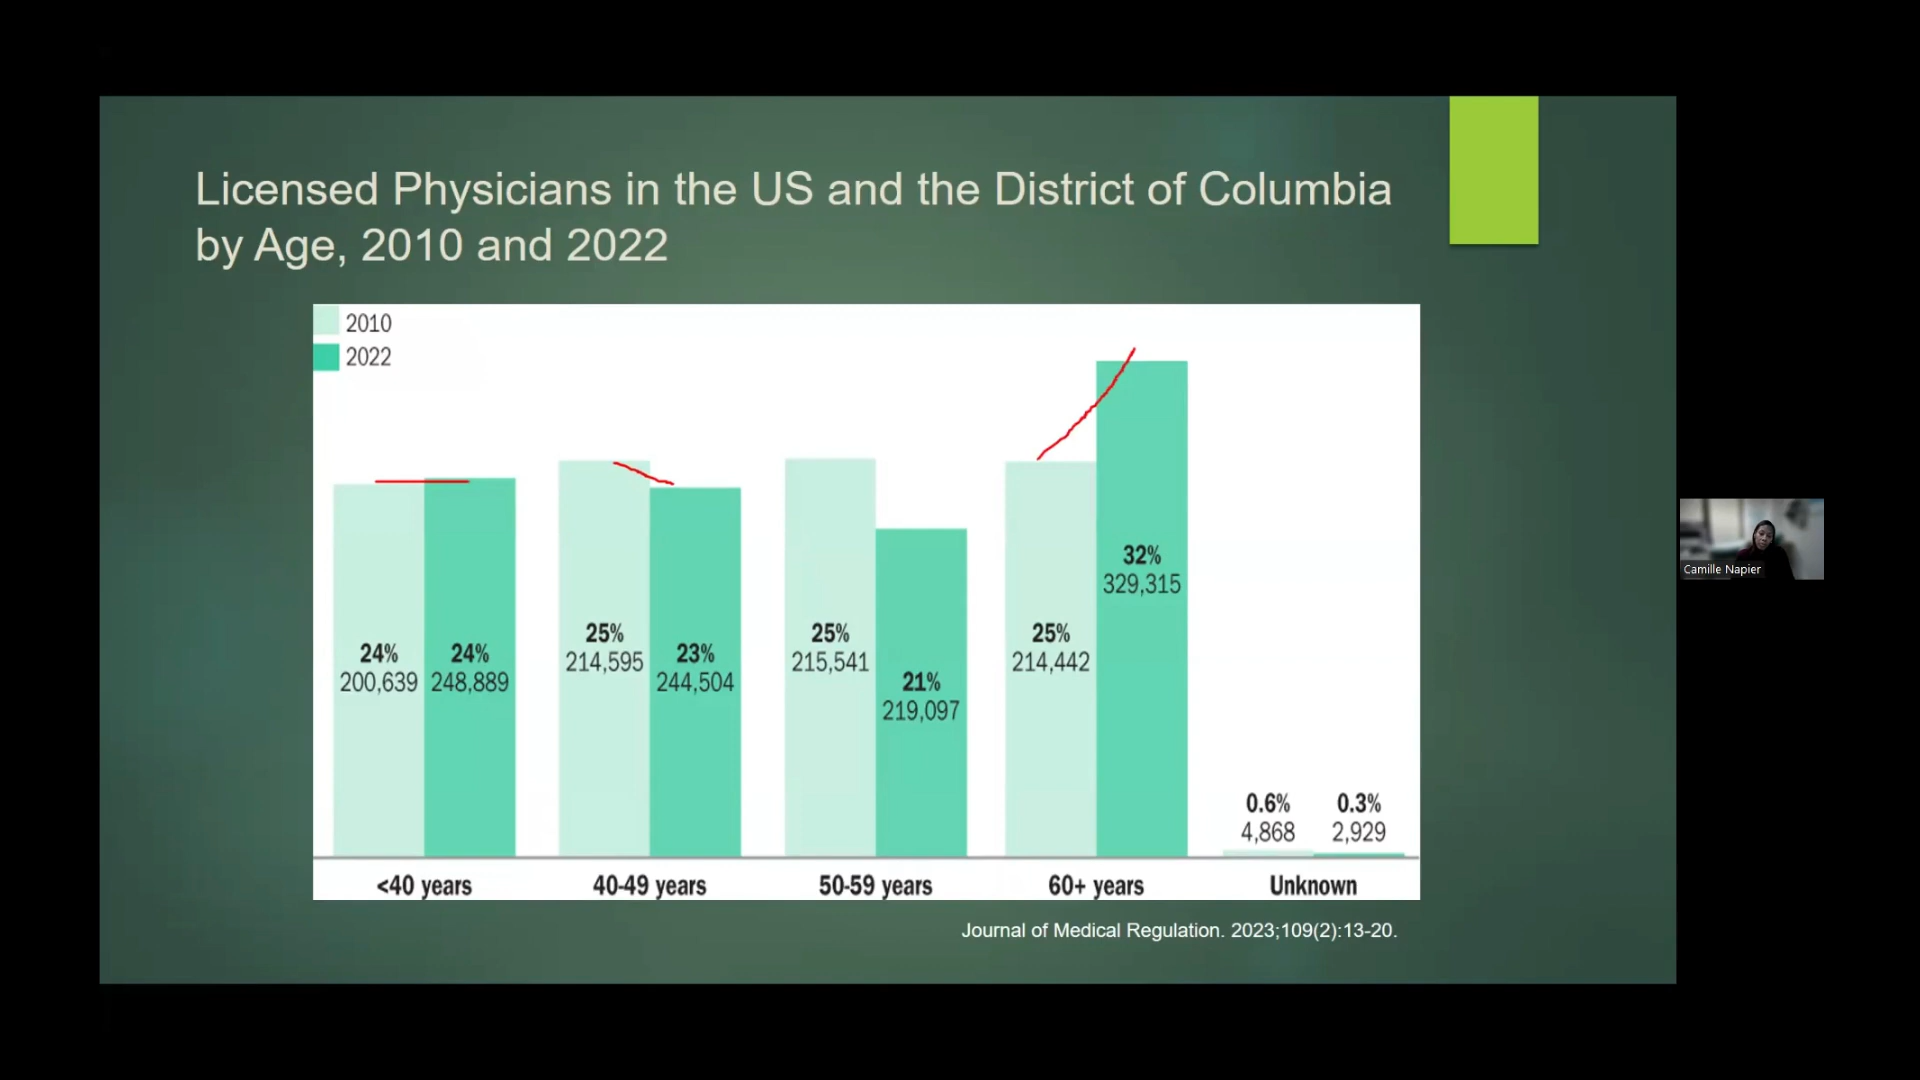 Licensed Physicians in the US and the District of Columbia
by Age, 2010 and 2022
2010
2022
24%
200,639
24%
248,889
25%
214,595
23%
244,504
25%
215,541
21%
219,097
25%
214,442
32%
329,315
0.6%
4,868
0.3%
2,929
<40 years
40-49 years
50-59 years
60+ years
Unknown
Journal of Medical Regulation. 2023;109(2):13-20.
Camille Napier